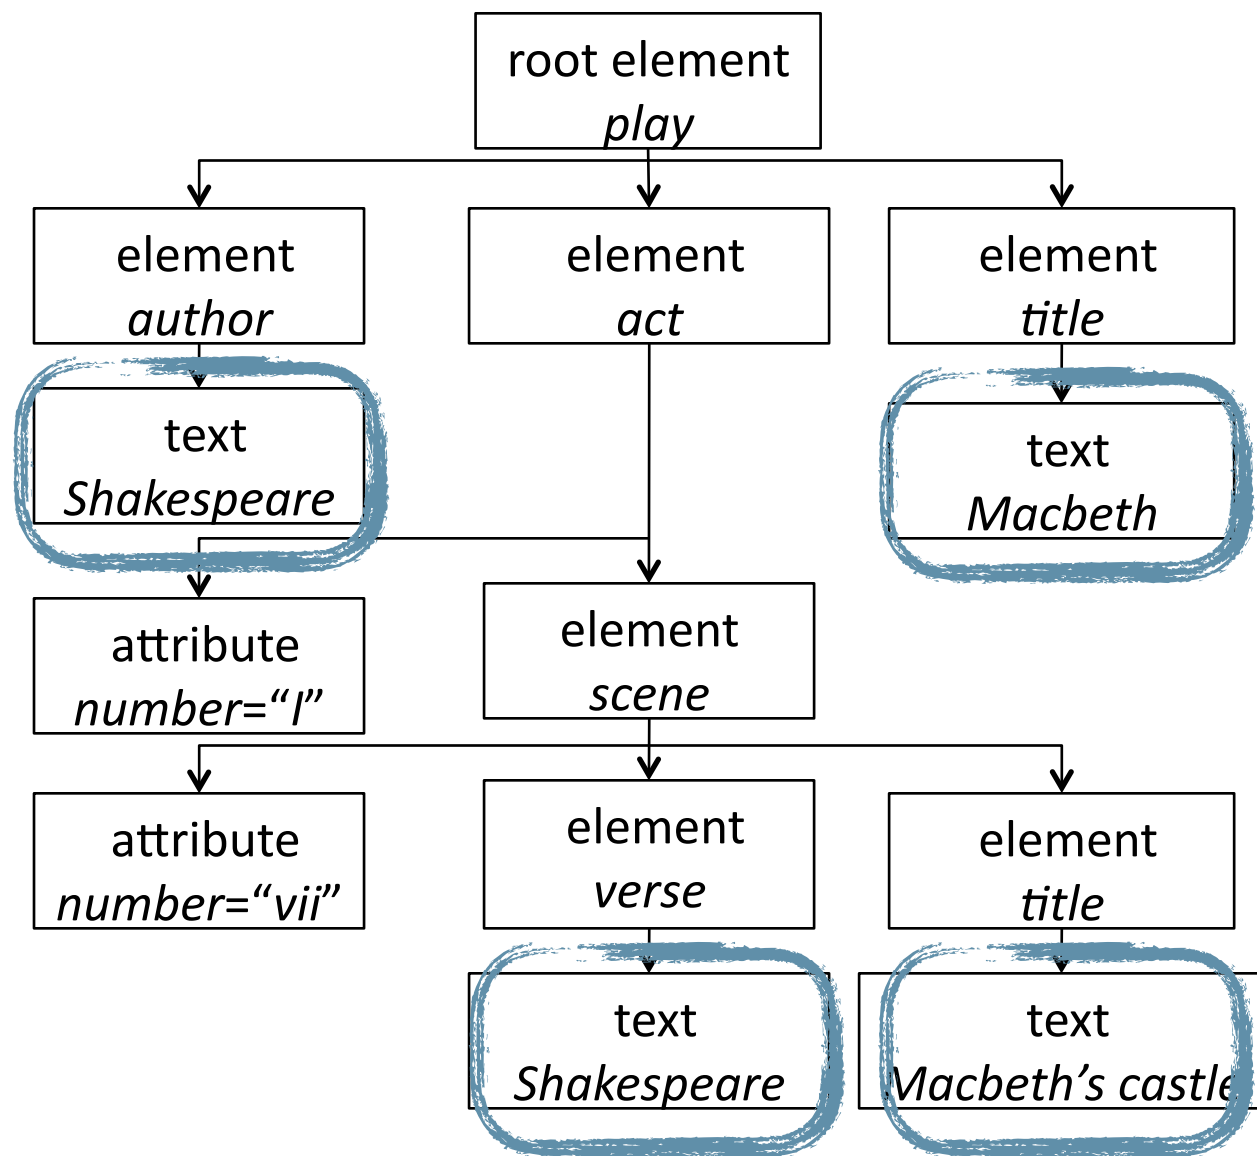 root element
play
element
author
element
act
element
title
text
Shakespeare
text
Macbeth
attribute
number=“I”
element
scene
attribute
number=“vii”
element
verse
element
title
text
Shakespeare
text
Macbeth’s castle